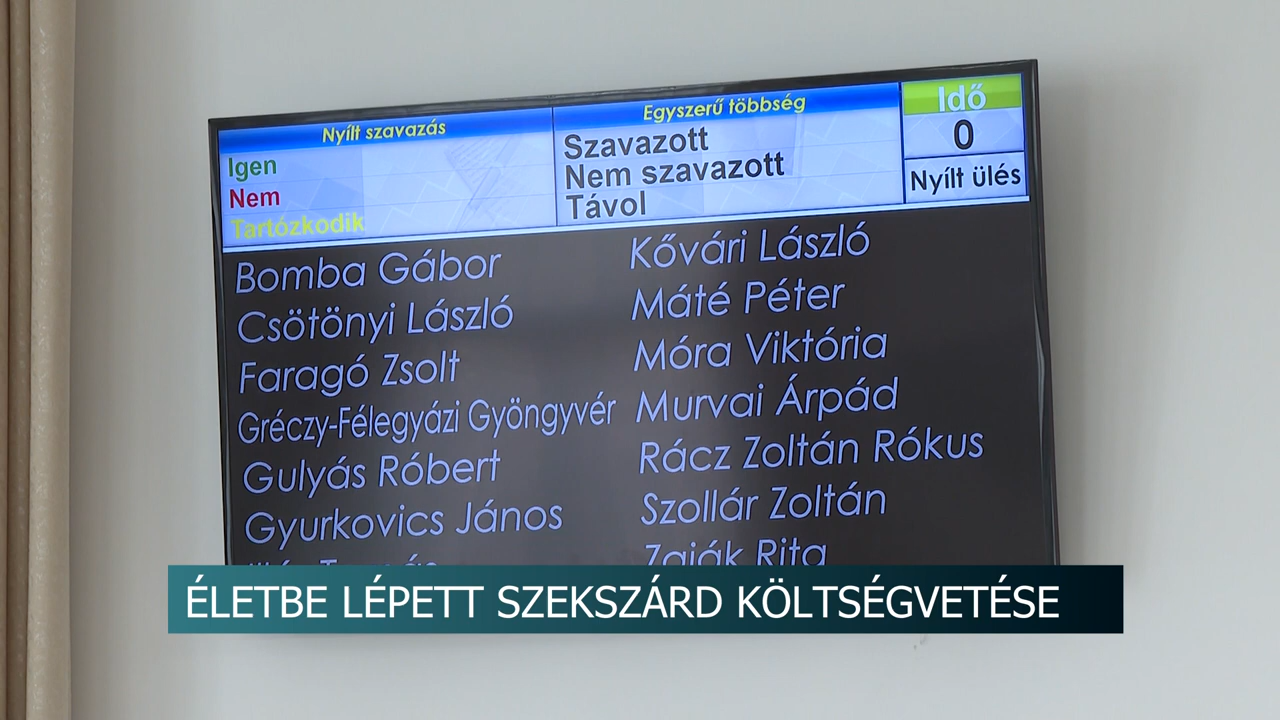 Nyílt szavazás
Igen
Nem
Tartózkodik
Egyszerű többség
Szavazott
Nem szavazott
Távol
Idő
0
Nyílt ülés
Bomba Gábor
Csötönyi László
Faragó Zsolt
Gréczy-Félegyázi Gyöngyvér
Gulyás Róbert
Gyurkovics János
Kővári László
Máté Péter
Móra Viktória
Murvai Árpád
Rácz Zoltán Rókus
Szollár Zoltán
Zaják Rita
ÉLETBE LÉPETT SZEKSZÁRD KÖLTSÉGVETÉSE